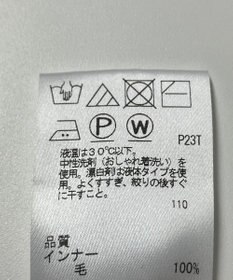 P W
P23T
液温は30℃以下。
中性洗剤(おしゃれ着洗い)を
使用。漂白剤は液体タイプを使
用。よくすすぎ、絞りの後すぐ
に干すこと。
110
品質
インナー
毛 100%